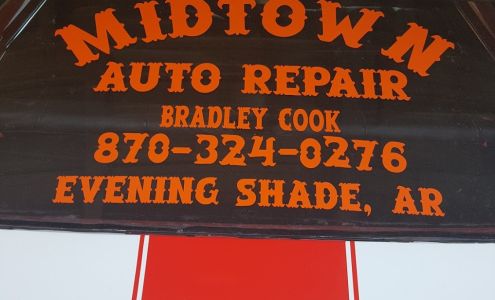 MIDTOWN
AUTO REPAIR
BRADLEY COOK
870-324-0276
EVENING SHADE, AR